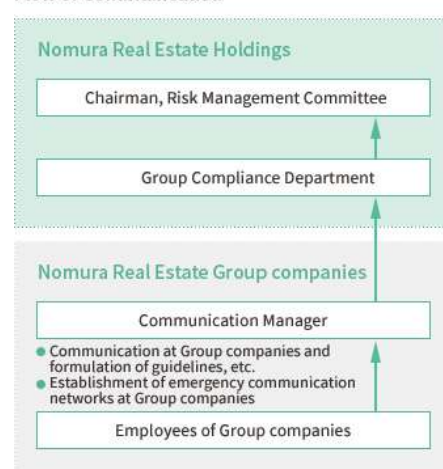 Nomura Real Estate Holdings
Chairman, Risk Management Committee
Group Compliance Department
Nomura Real Estate Group companies
Communication Manager
● Communication at Group companies and
formulation of guidelines, etc.
● Establishment of emergency communication
networks at Group companies
Employees of Group companies